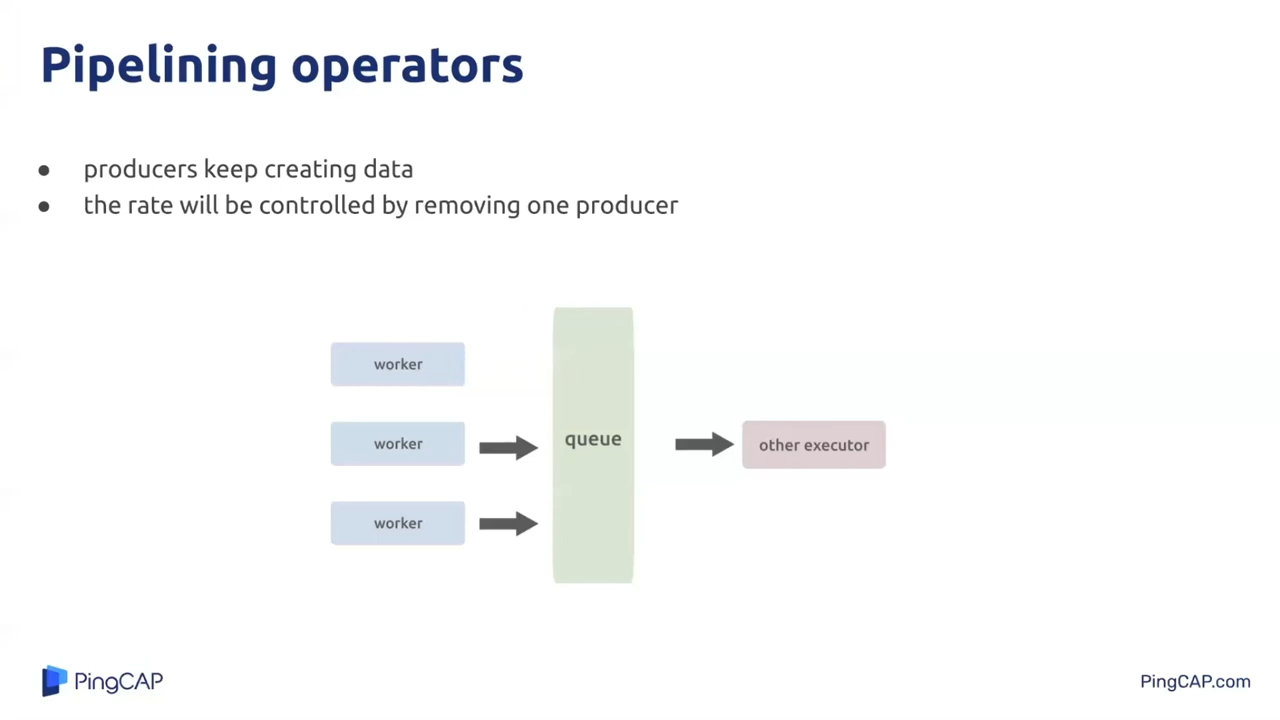 Pipelining operators
● producers keep creating data
● the rate will be controlled by removing one producer
worker
worker
queue
other executor
worker
PingCAP
PingCAP.com